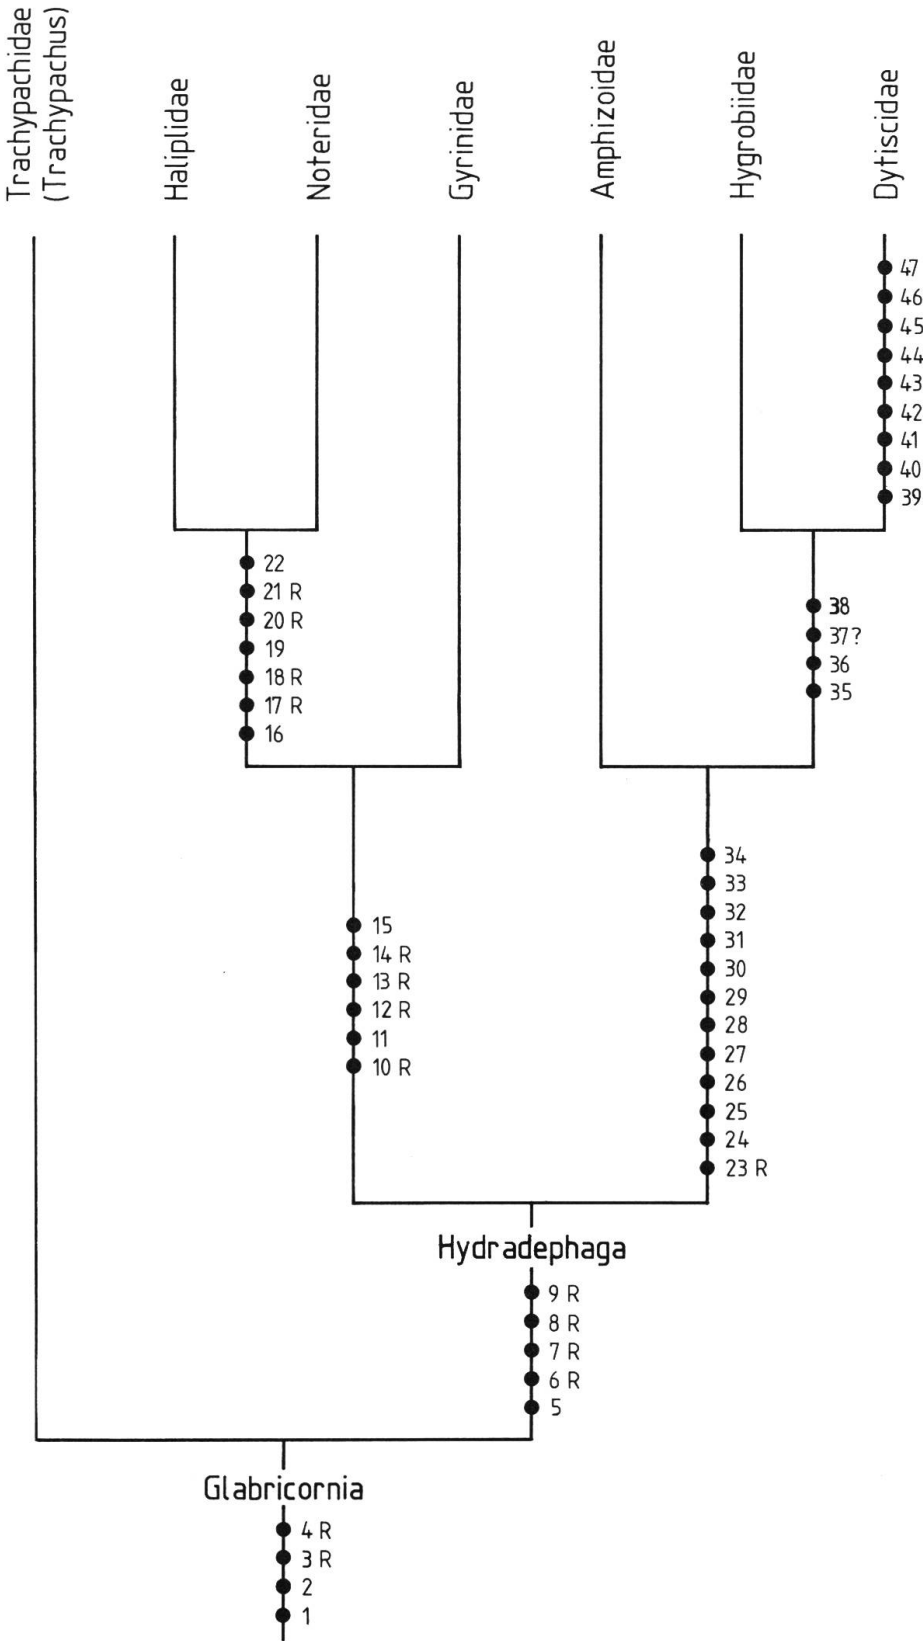 Trachypachidae
(Trachypachus)
Haliplidae
Noteridae
Gyrinidae
Amphizoidae
Hygrobiidae
Dytiscidae
47
46
45
44
43
42
41
40
39
22
21 R
20 R
19
18 R
17 R
16
38
37?
36
35
15
14 R
13 R
12 R
11
10 R
34
33
32
31
30
29
28
27
26
25
24
23 R
Hydradephaga
9 R
8 R
7 R
6 R
5
Glabricornia
4 R
3 R
2
1